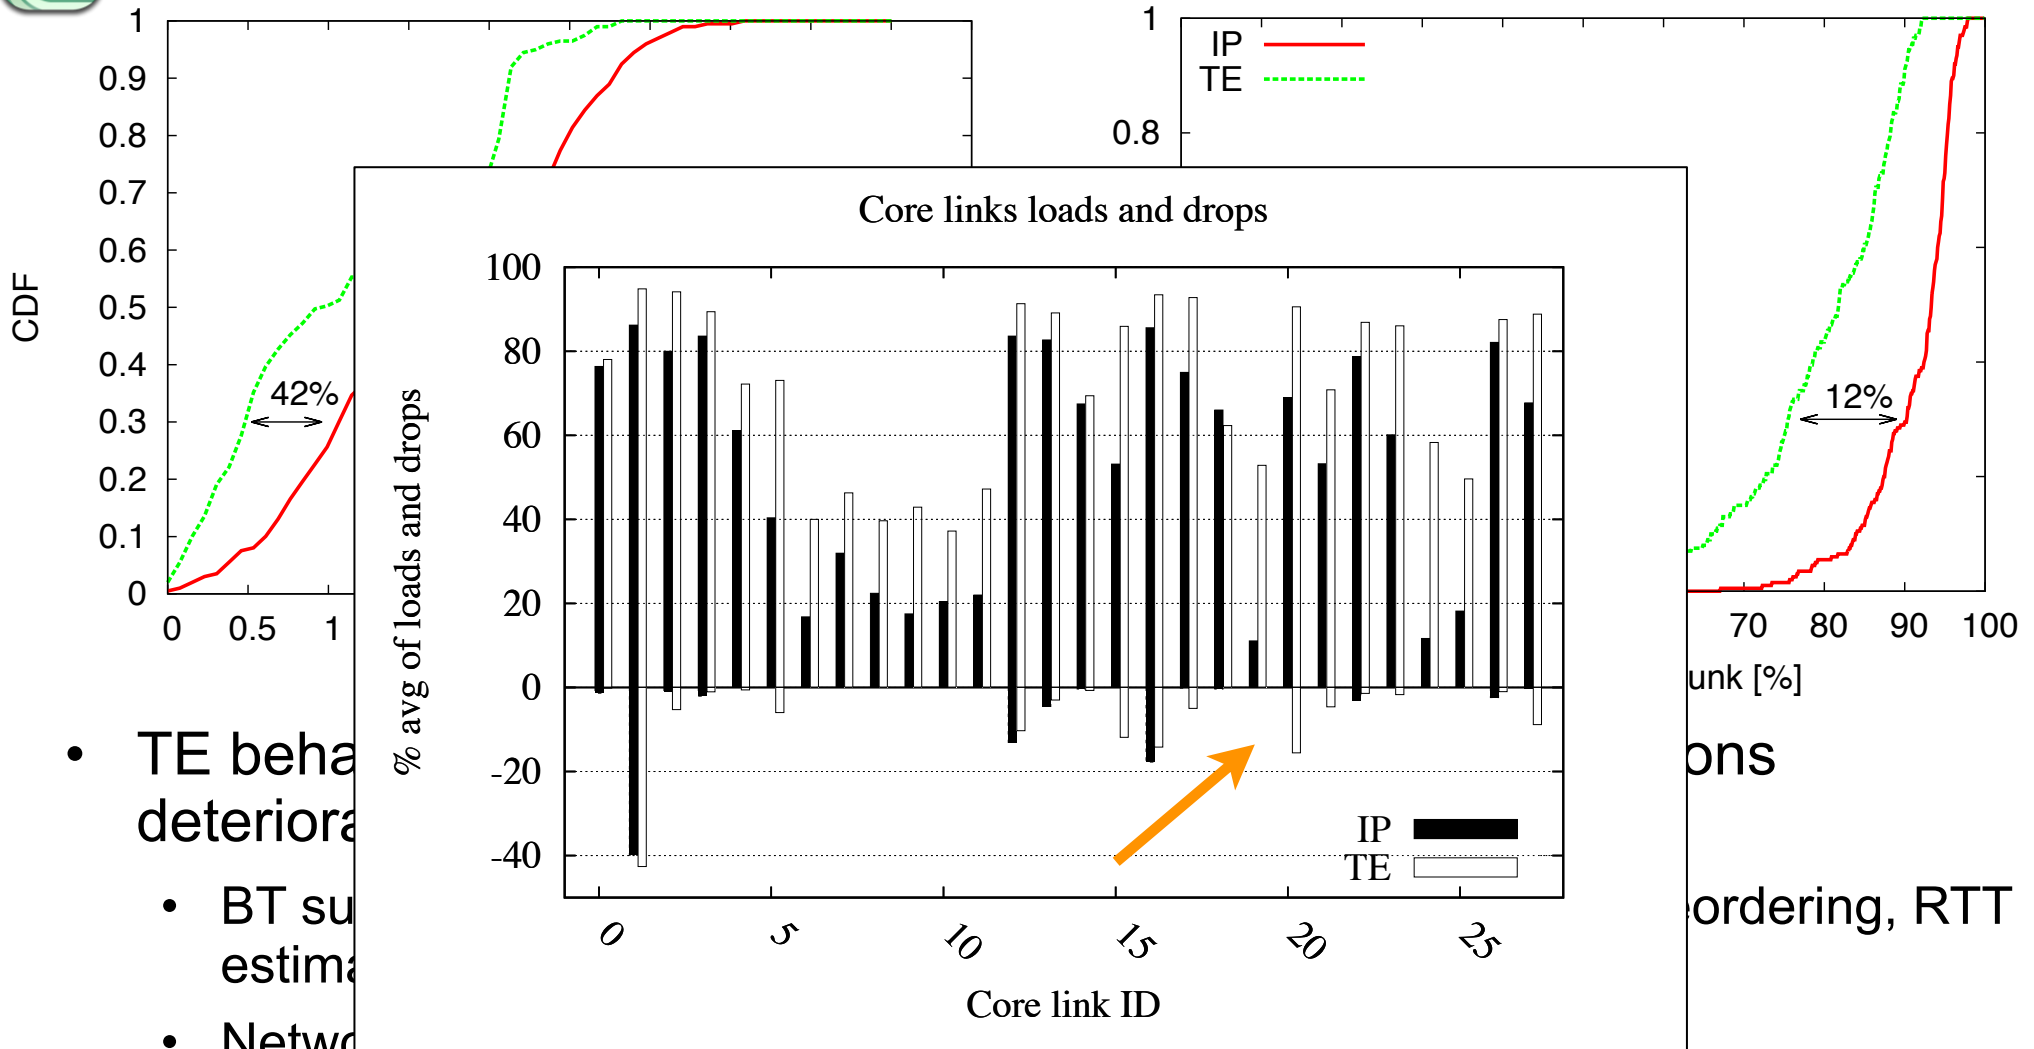 1
0.9
0.8
0.7
0.6
0.5
0.4
0.3
0.2
0.1
0
CDF
42%
0 0.5 1
1
0.8
IP
TE
12%
70 80 90 100
unk [%]
Core links loads and drops
100
80
60
40
20
0
-20
-40
% avg of loads and drops
IP
TE
0 5 10 15 20 25
Core link ID
• TE beha
ons
deteriora
• BT su
ordering, RTT
estima
• Netwo